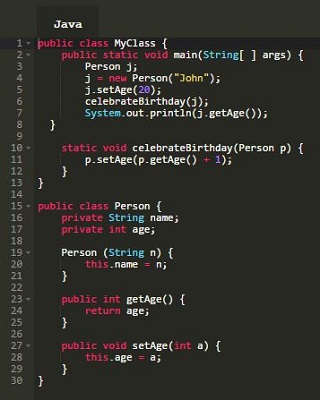 Java
1 public class MyClass {
2 public static void main(String[ ] args) {
3 Person j;
4 j = new Person("John");
5 j.setAge(20);
6 celebrateBirthday(j);
7 System.out.println(j.getAge());
8 }
9
10 static void celebrateBirthday(Person p) {
11 p.setAge(p.getAge() + 1);
12 }
13 }
14
15 public class Person {
16 private String name;
17 private int age;
18
19 Person (String n) {
20 this.name = n;
21 }
22
23 public int getAge() {
24 return age;
25 }
26
27 public void setAge(int a) {
28 this.age = a;
29 }
30 }